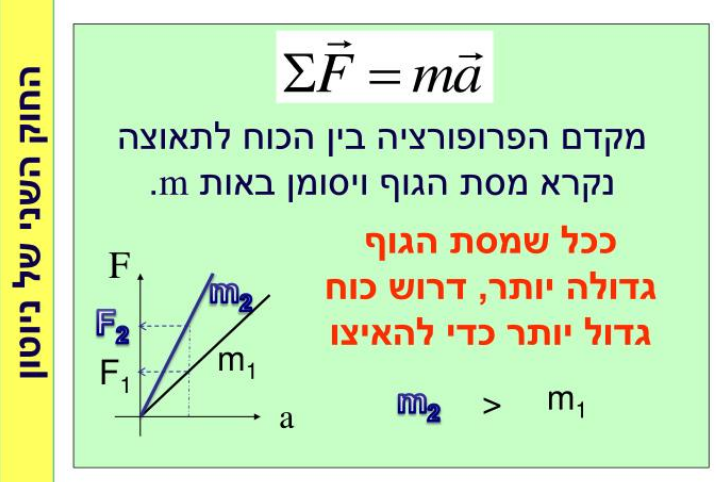 החוק השני של ניוטון
ΣF⃗ = ma⃗
מקדם הפרופורציה בין הכוח לתאוצה
נקרא מסת הגוף ויסומן באות m.
ככל שמסת הגוף
גדולה יותר, דרוש כוח
גדול יותר כדי להאיצו
F
m₂
F₂
F₁
m₁
a
m₂ > m₁